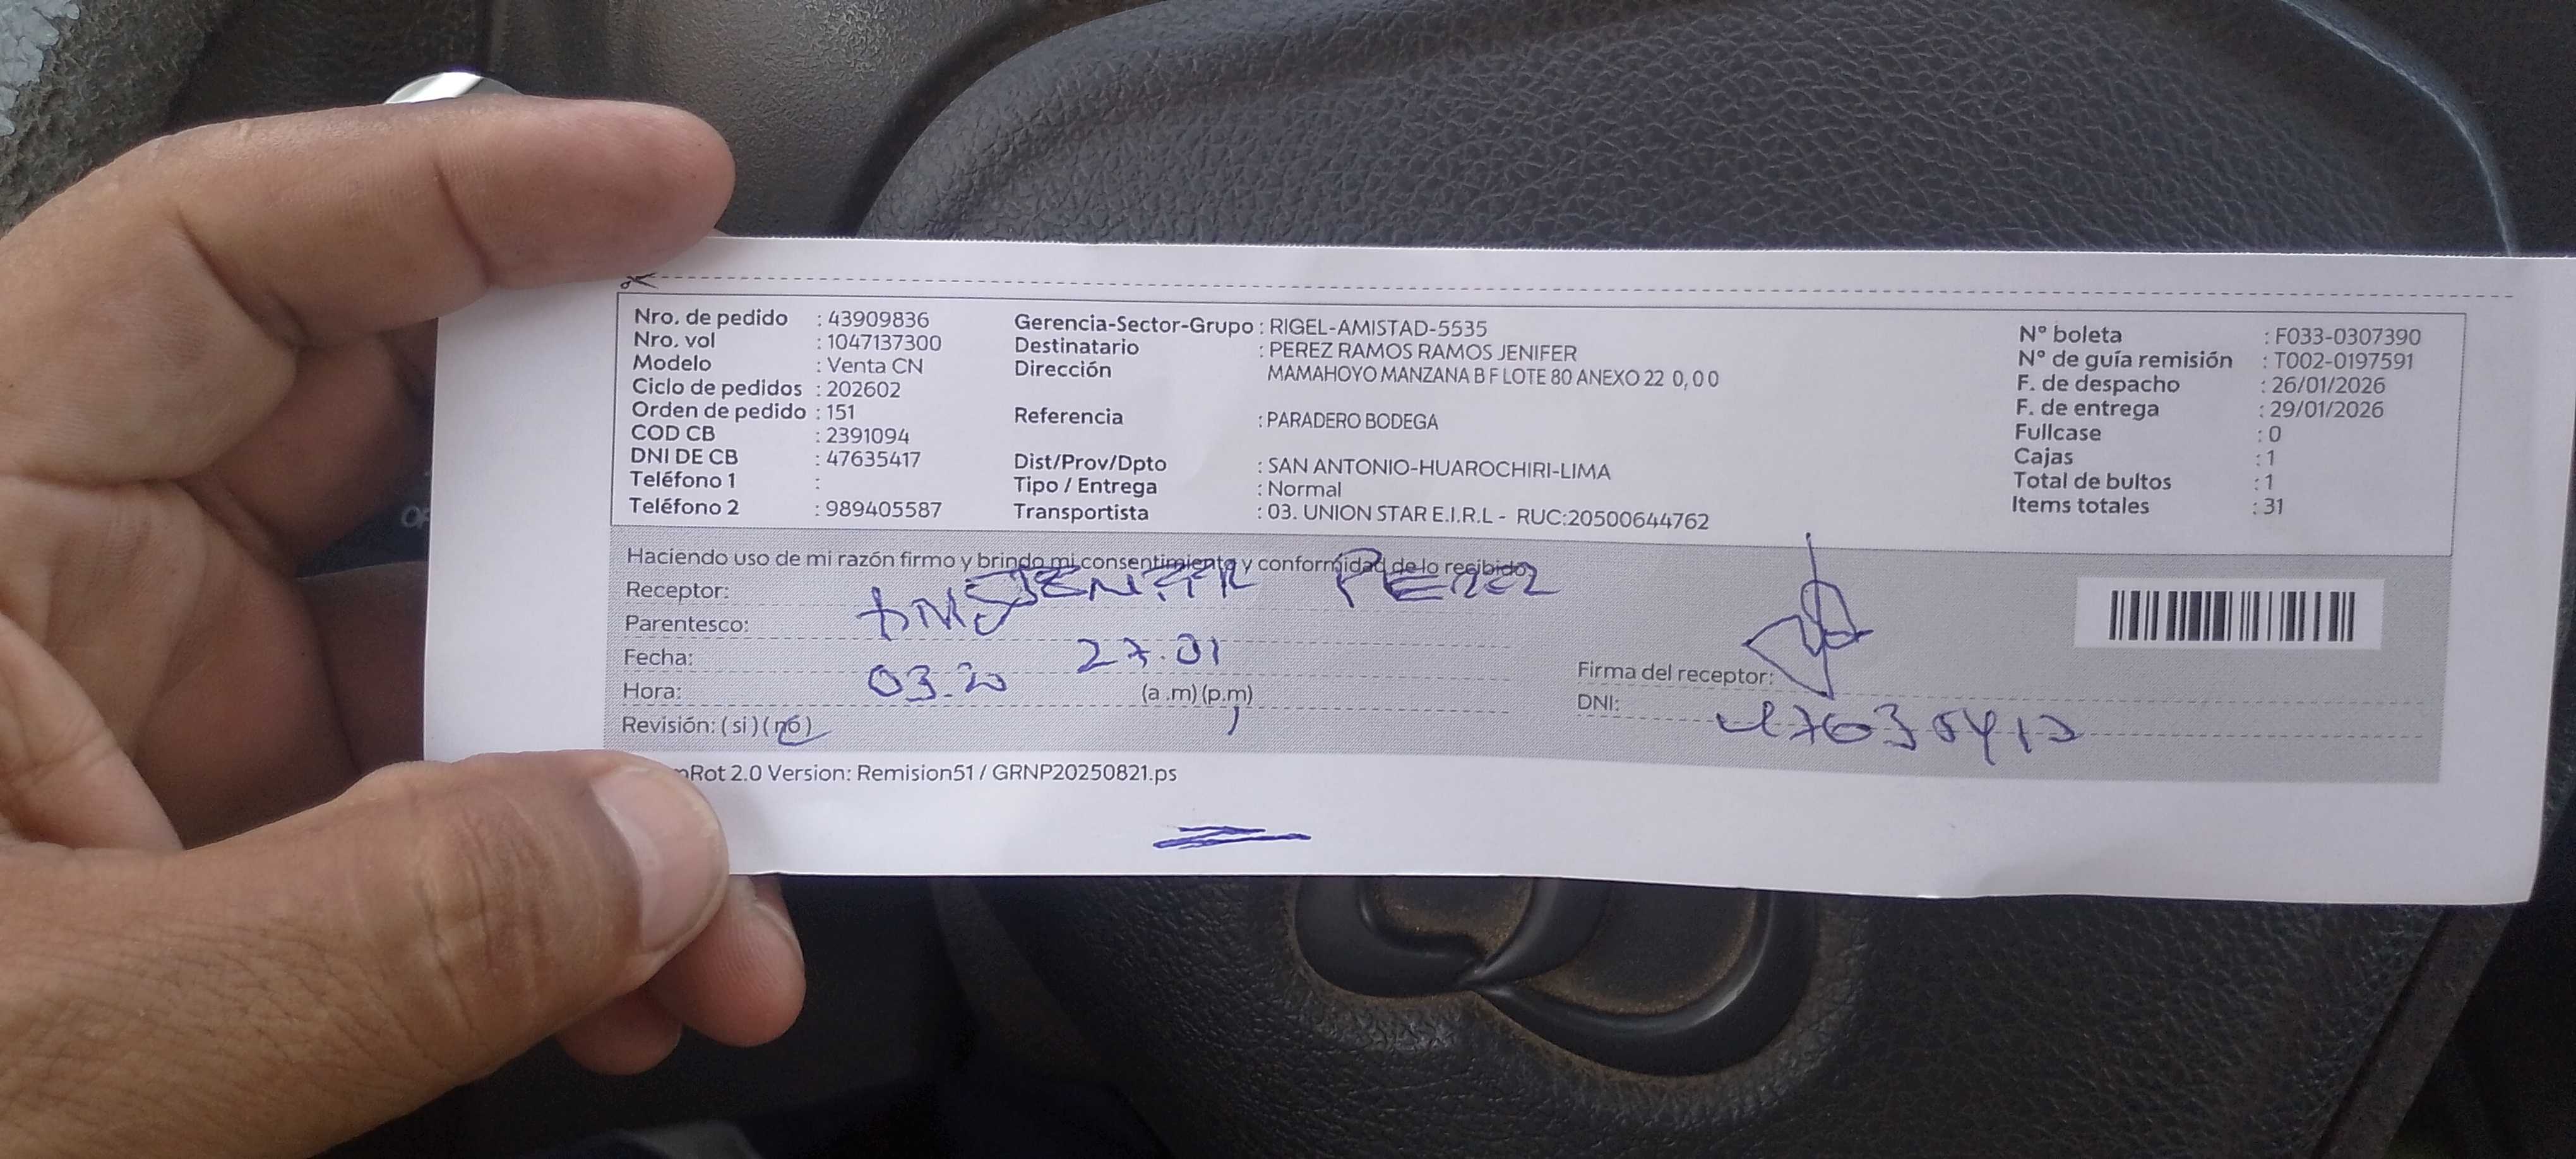 Nro. de pedido : 43909836
Nro. vol : 1047137300
Modelo : Venta CN
Ciclo de pedidos : 202602
Orden de pedido : 151
COD CB : 2391094
DNI DE CB : 47635417
Teléfono 1 :
Teléfono 2 : 989405587
Gerencia-Sector-Grupo : RIGEL-AMISTAD-5535
Destinatario : PEREZ RAMOS RAMOS JENIFER
Dirección MAMAHOYO MANZANA B F LOTE 80 ANEXO 22 0, 0 0
Referencia : PARADERO BODEGA
Dist/Prov/Dpto : SAN ANTONIO-HUAROCHIRI-LIMA
Tipo / Entrega : Normal
Transportista : 03. UNION STAR E.I.R.L - RUC:20500644762
N° boleta : F033-0307390
N° de guía remisión : T002-0197591
F. de despacho : 26/01/2026
F. de entrega : 29/01/2026
Fullcase : 0
Cajas : 1
Total de bultos : 1
Items totales : 31
Haciendo uso de mi razón firmo y brindo mi consentimiento y conformidad de lo recibido
Receptor: JENIFER PEREZ
Parentesco:
Fecha: 27.01
Hora: 03.20 (a .m) (p.m)
Revisión: ( si ) ( no )
Firma del receptor:
DNI: 47635417
Rot 2.0 Version: Remision51 / GRNP20250821.ps